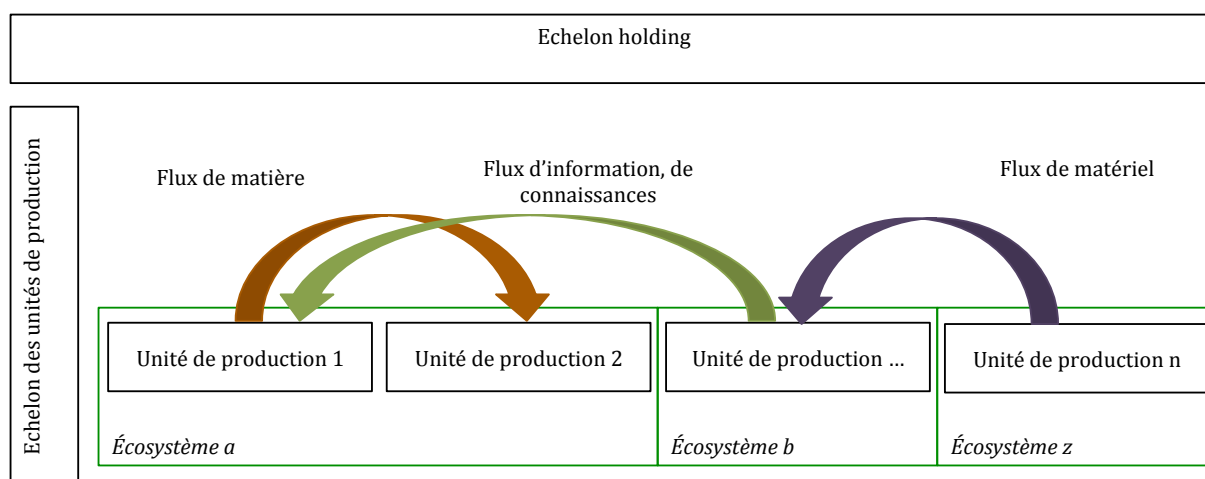 Echelon holding
Echelon des unités de production
Flux de matière
Flux d’information, de
connaissances
Flux de matériel
Unité de production 1
Unité de production 2
Unité de production …
Unité de production n
Écosystème a
Écosystème b
Écosystème z